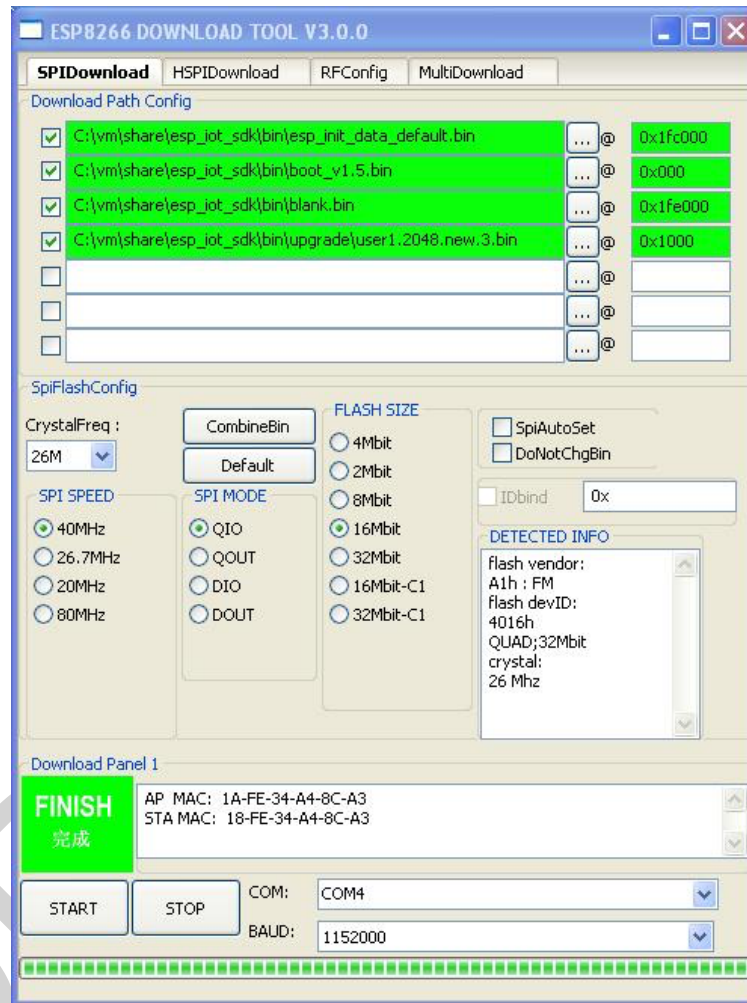 ESP8266 DOWNLOAD TOOL V3.0.0
SPIDownload HSPIDownload RFConfig MultiDownload
Download Path Config
C:\vm\share\esp_iot_sdk\bin\esp_init_data_default.bin ... @ 0x1fc000
C:\vm\share\esp_iot_sdk\bin\boot_v1.5.bin ... @ 0x000
C:\vm\share\esp_iot_sdk\bin\blank.bin ... @ 0x1fe000
C:\vm\share\esp_iot_sdk\bin\upgrade\user1.2048.new.3.bin ... @ 0x1000
... @
... @
... @
SpiFlashConfig
CrystalFreq :
26M
CombineBin
Default
SPI SPEED
40MHz
26.7MHz
20MHz
80MHz
SPI MODE
QIO
QOUT
DIO
DOUT
FLASH SIZE
4Mbit
2Mbit
8Mbit
16Mbit
32Mbit
16Mbit-C1
32Mbit-C1
SpiAutoSet
DoNotChgBin
IDbind 0x
DETECTED INFO
flash vendor:
A1h : FM
flash devID:
4016h
QUAD;32Mbit
crystal:
26 Mhz
Download Panel 1
FINISH
完成
AP MAC: 1A-FE-34-A4-8C-A3
STA MAC: 18-FE-34-A4-8C-A3
START STOP
COM: COM4
BAUD: 1152000